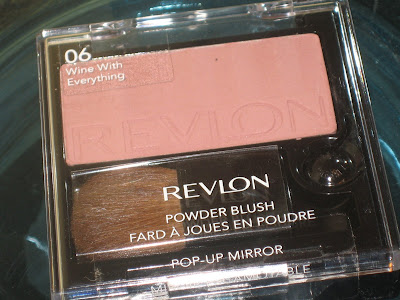 06
Wine With
Everything
REVLON
REVLON
POWDER BLUSH
FARD À JOUES EN POUDRE
POP-UP MIRROR